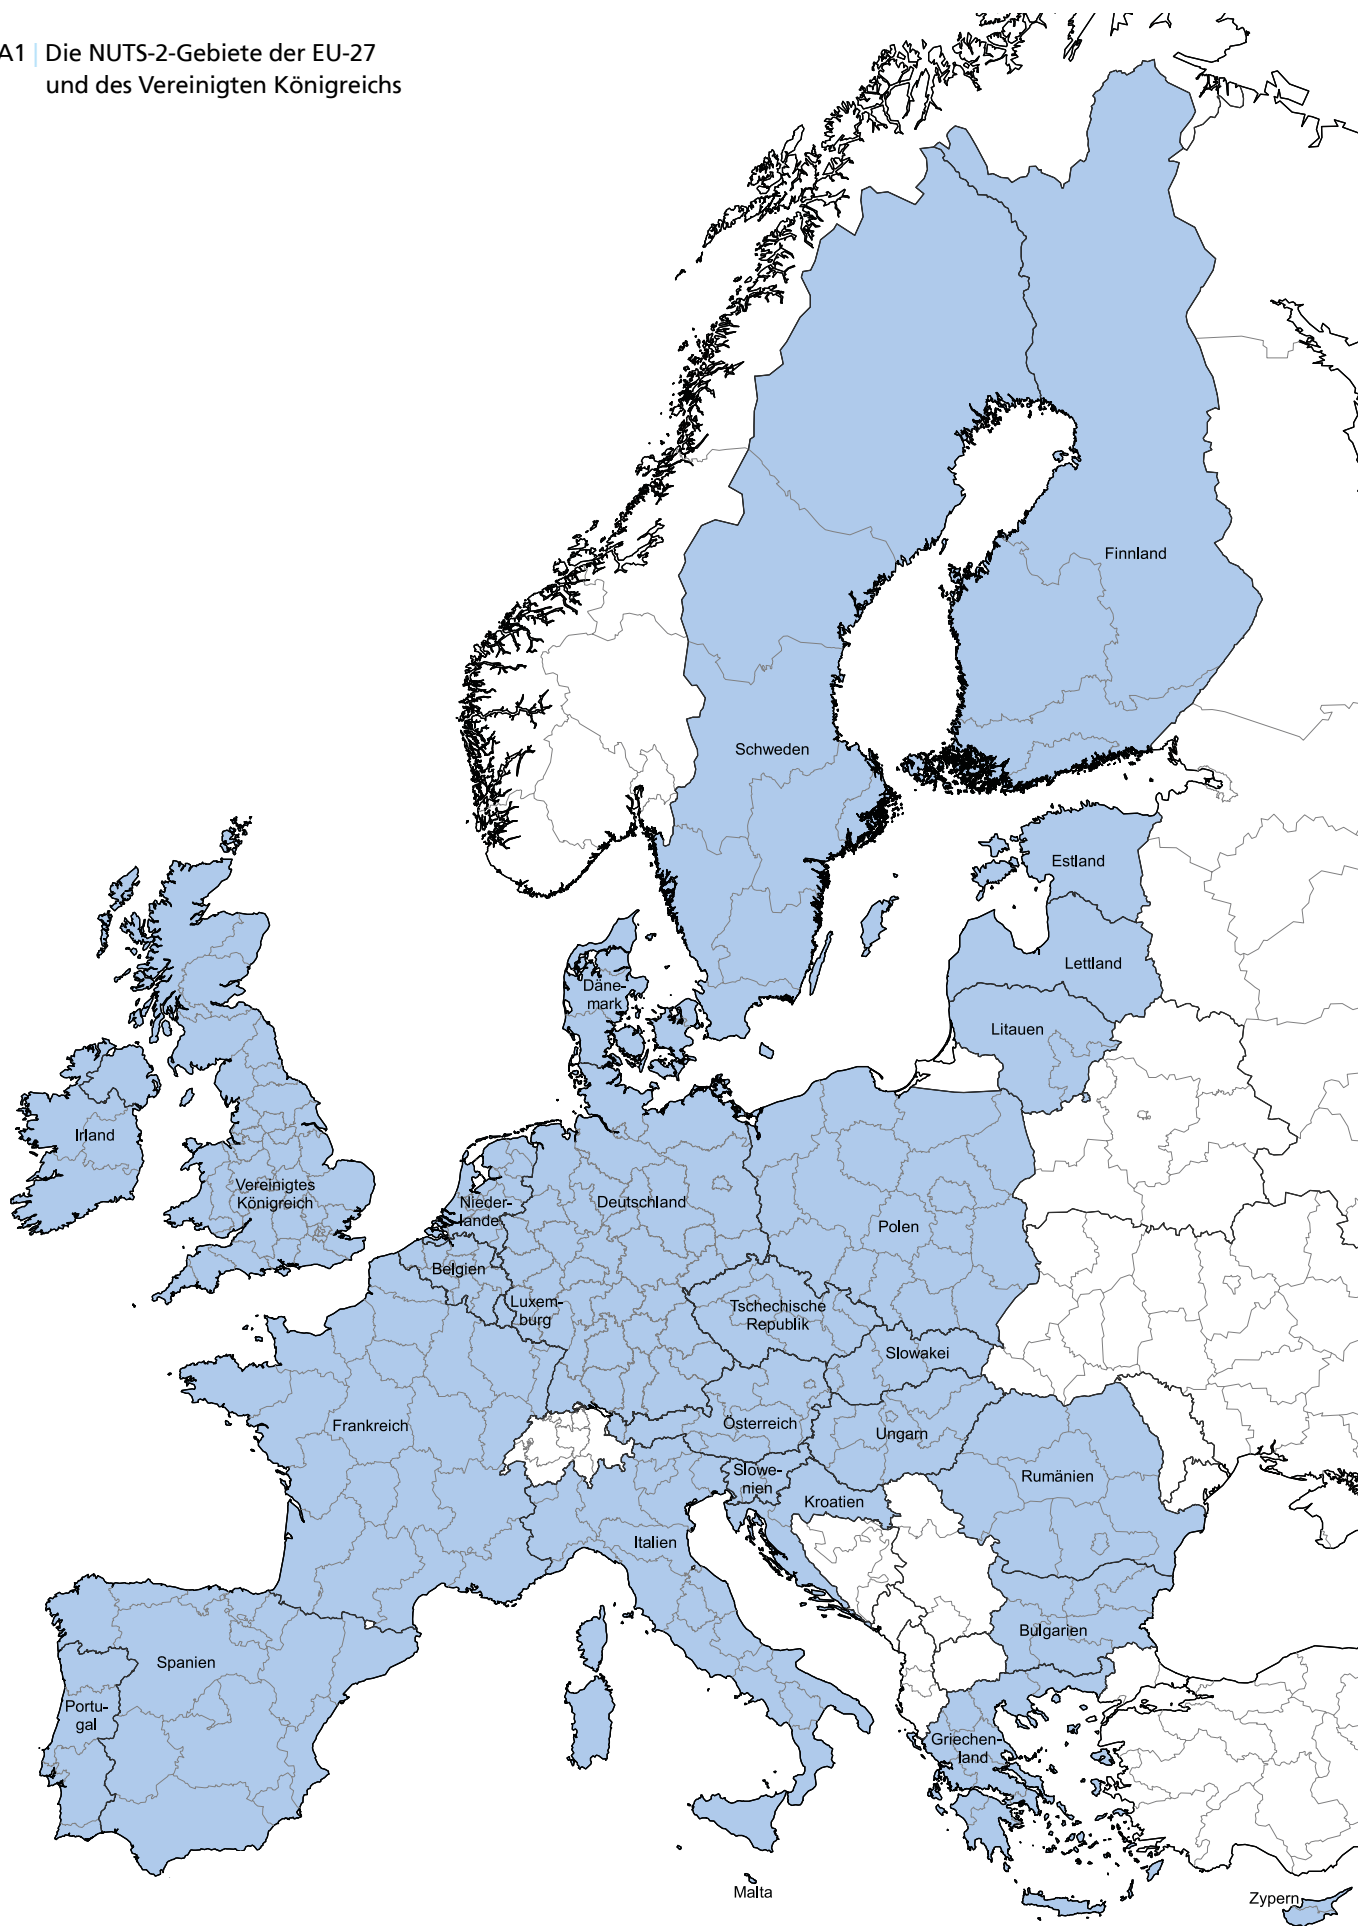 A1 | Die NUTS-2-Gebiete der EU-27
und des Vereinigten Königreichs
Finnland
Schweden
Estland
Lettland
Däne-
mark
Litauen
Irland
Vereinigtes
Königreich
Nieder-
lande
Deutschland
Polen
Belgien
Luxem-
burg
Tschechische
Republik
Slowakei
Frankreich
Österreich
Ungarn
Slowe-
nien
Rumänien
Kroatien
Italien
Bulgarien
Spanien
Portu-
gal
Griechen-
land
Malta
Zypern